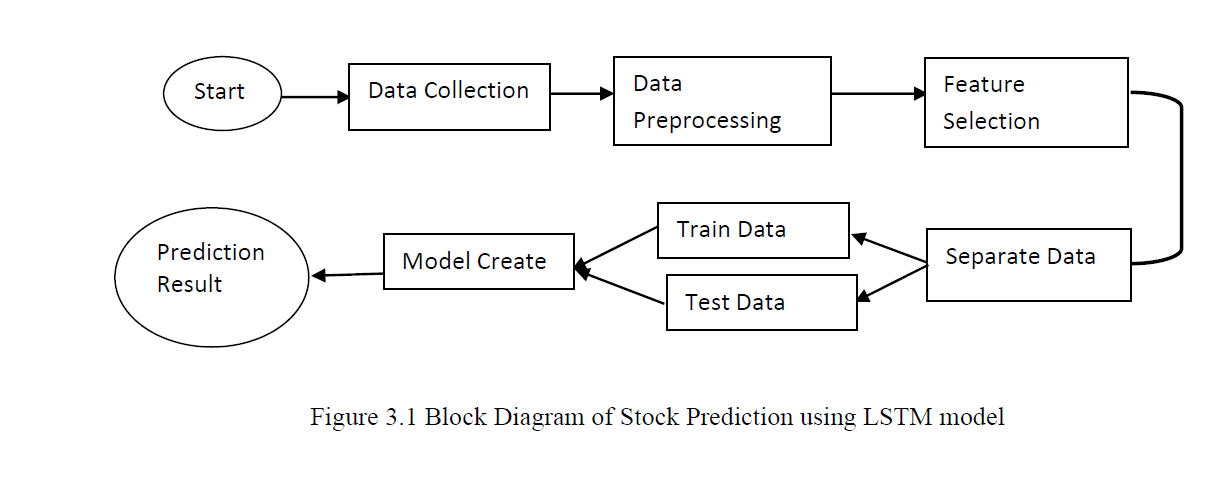 Start
Data Collection
Data
Preprocessing
Feature
Selection
Separate Data
Train Data
Test Data
Model Create
Prediction
Result
Figure 3.1 Block Diagram of Stock Prediction using LSTM model